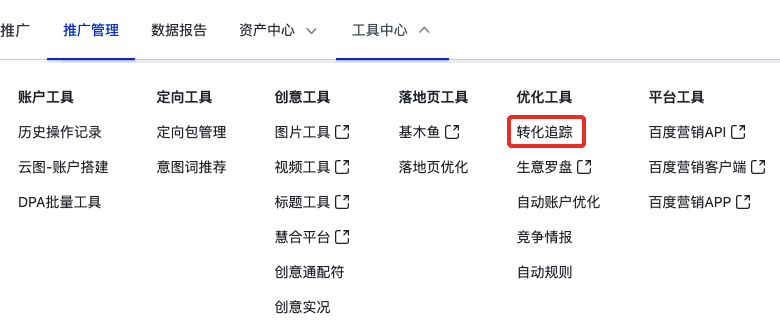 推广 推广管理 数据报告 资产中心 工具中心
账户工具 定向工具 创意工具 落地页工具 优化工具 平台工具
历史操作记录 定向包管理 图片工具 基木鱼 转化追踪 百度营销API
云图-账户搭建 意图词推荐 视频工具 落地页优化 生意罗盘 百度营销客户端
DPA批量工具 标题工具 自动账户优化 百度营销APP
慧合平台 竞争情报
创意通配符 自动规则
创意实况